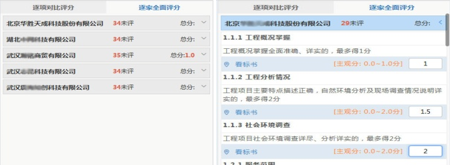 逐项对比评分 逐家全面评分
北京华胜天成科技股份有限公司 34未评 总分:
湖北 科技有限公司 34未评 总分:
武汉 商贸有限公司 35未评 总分:1.0
武汉 科技有限公司 34未评 总分:
武汉 科技有限公司 34未评 总分:
逐项对比评分 逐家全面评分
北京 科技股份有限公司 29未评 总分:
1.1.1 工程概况掌握
工程概况掌握全面准确、详实的，最多得1分
看标书 [主观分: 0.0~1.0分] 1
1.1.2 工程分析情况
工程项目主要特点描述正确，自然环境分析及现场调查情况说明详
实的，最多得2分
看标书 [主观分: 0.0~2.0分] 1.5
1.1.3 社会环境调查
工程项目社会环境调查详尽、分析详实的，最多得2分
看标书 [主观分: 0.0~2.0分] 2